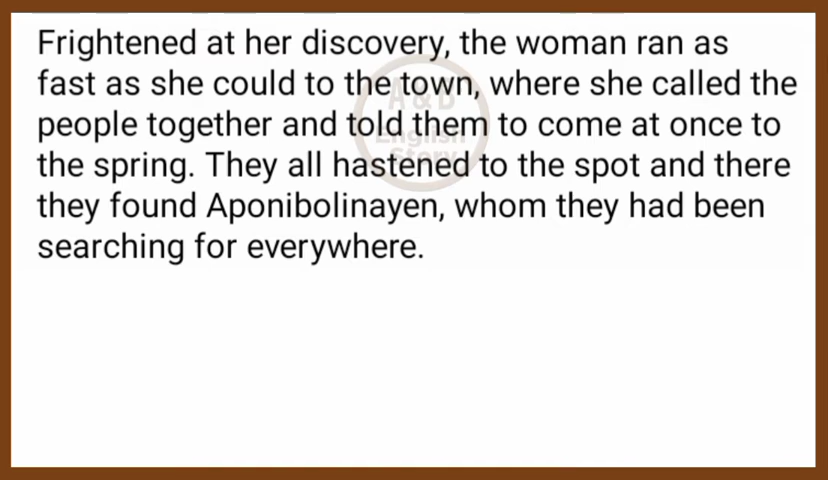 Frightened at her discovery, the woman ran as
fast as she could to the town, where she called the
people together and told them to come at once to
the spring. They all hastened to the spot and there
they found Aponibolinayen, whom they had been
searching for everywhere.
A & D
English
Story